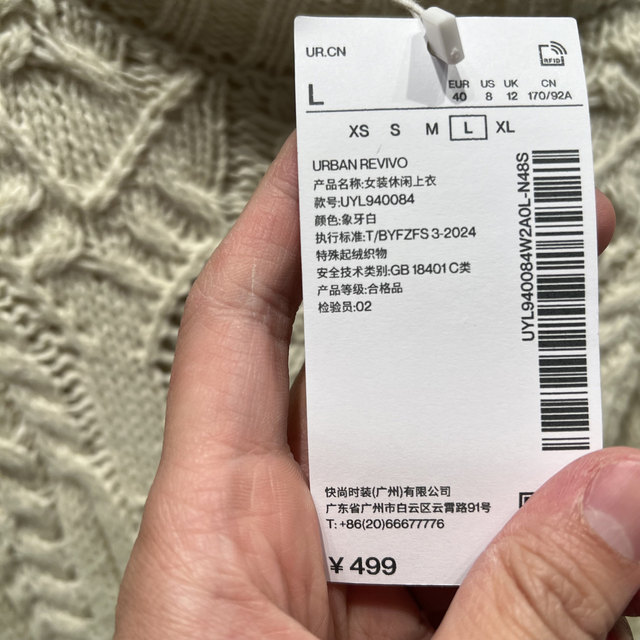 UR.CN
RFID
L
EUR US UK CN
40 8 12 170/92A
XS S M L XL
URBAN REVIVO
产品名称:女装休闲上衣
款号:UYL940084
颜色:象牙白
执行标准:T/BYFZFS 3-2024
特殊起绒织物
安全技术类别:GB 18401 C类
产品等级:合格品
检验员:02
UYL940084W2A0L-N48S
快尚时装(广州)有限公司
广东省广州市白云区云霄路91号
T: +86(20)66677776
¥ 499